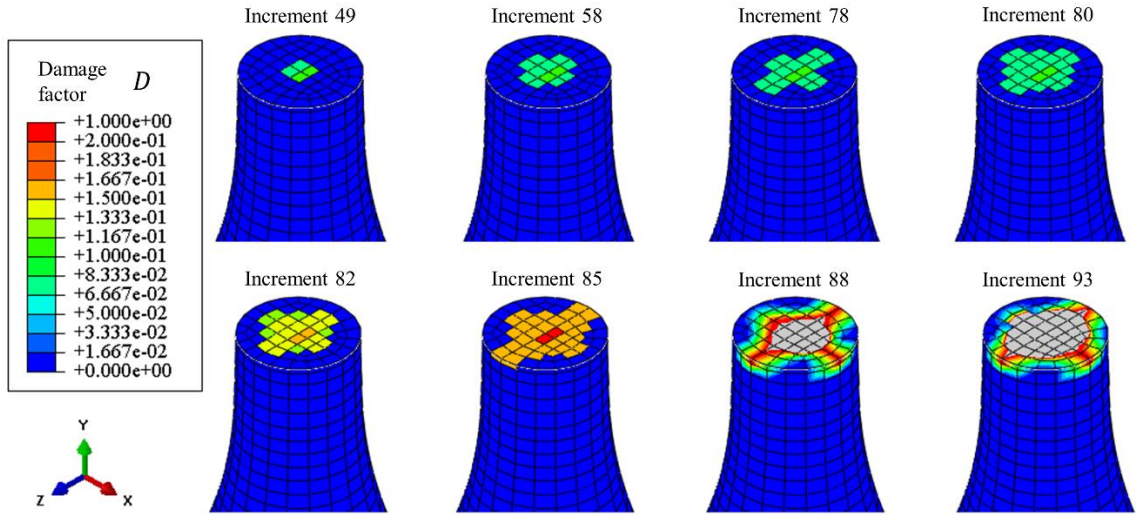 Increment 49
Increment 58
Increment 78
Increment 80
Damage
factor
D
+1.000e+00
+2.000e-01
+1.833e-01
+1.667e-01
+1.500e-01
+1.333e-01
+1.167e-01
+1.000e-01
+8.333e-02
+6.667e-02
+5.000e-02
+3.333e-02
+1.667e-02
+0.000e+00
Increment 82
Increment 85
Increment 88
Increment 93
Y
Z
X